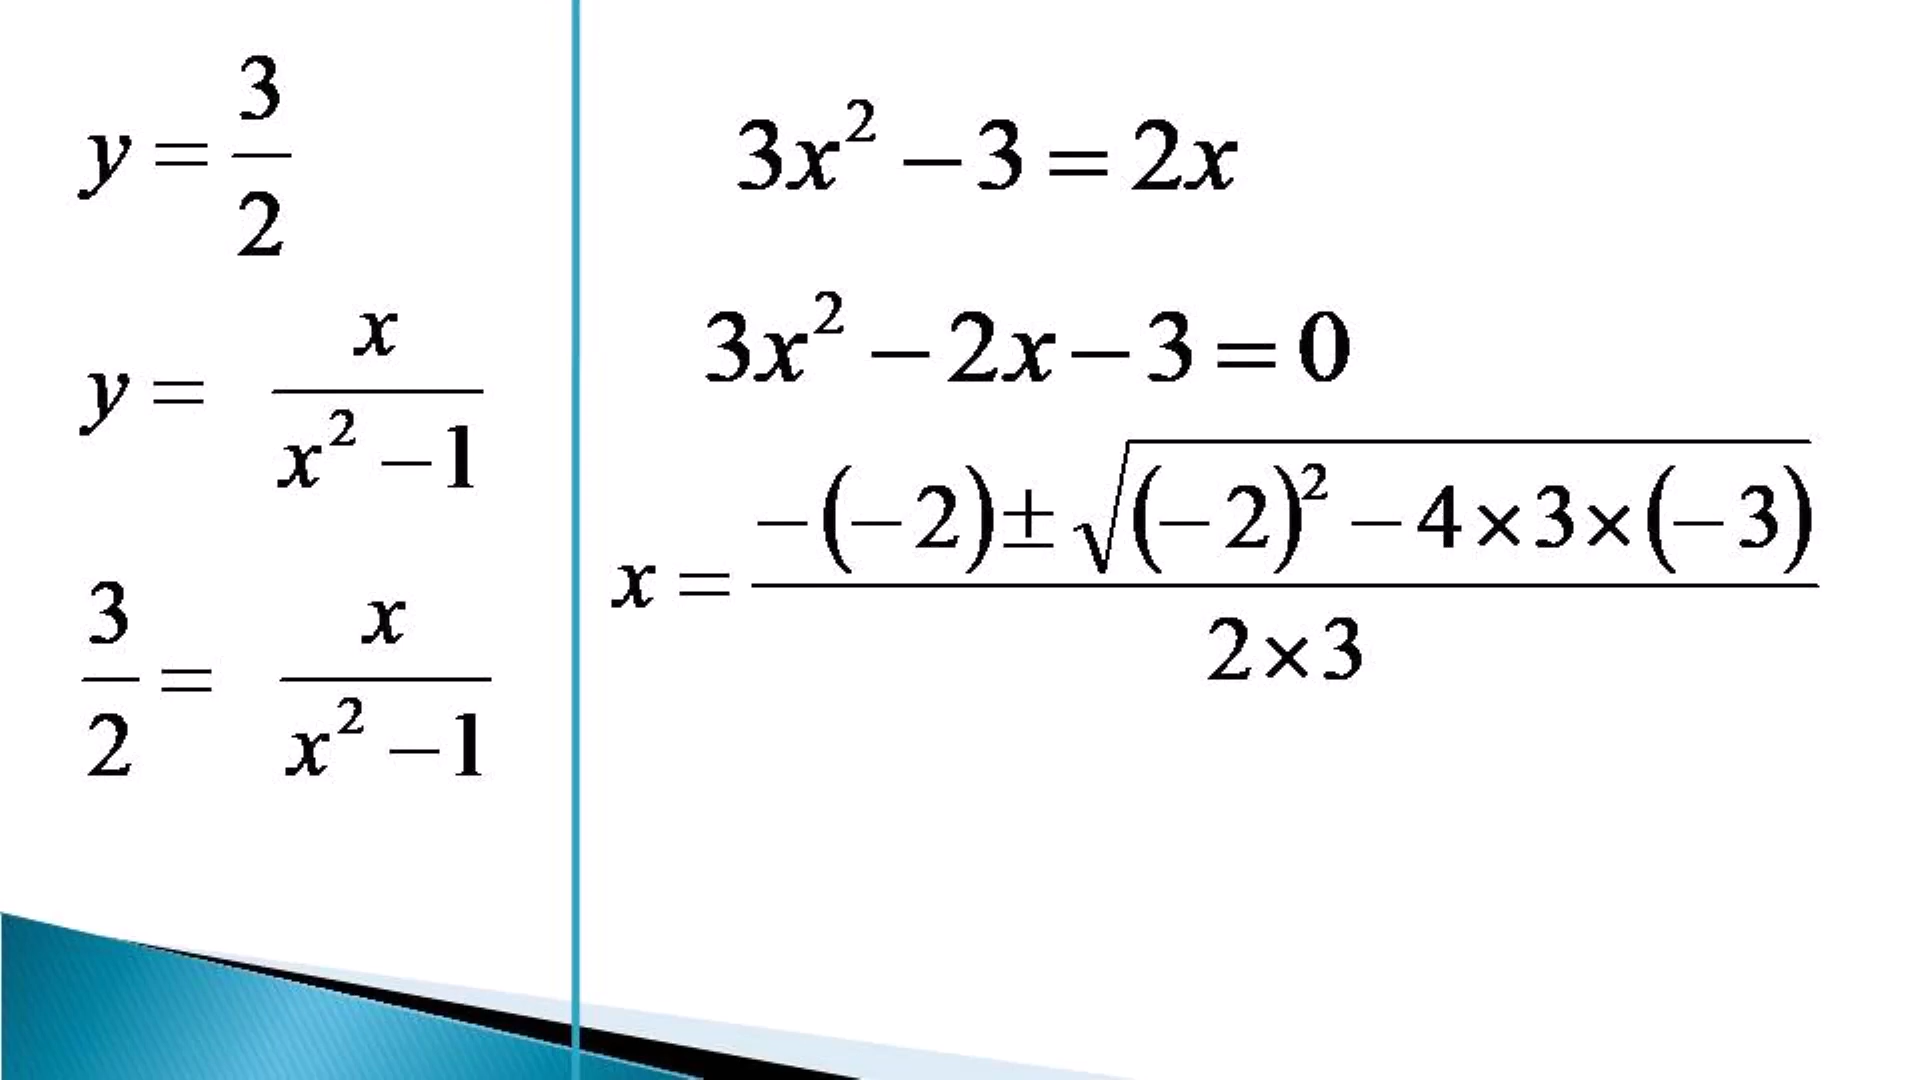 y = 3/2
y = x/(x² − 1)
3/2 = x/(x² − 1)
3x² − 3 = 2x
3x² − 2x − 3 = 0
x = (−(−2) ± √((−2)² − 4×3×(−3)))/(2×3)